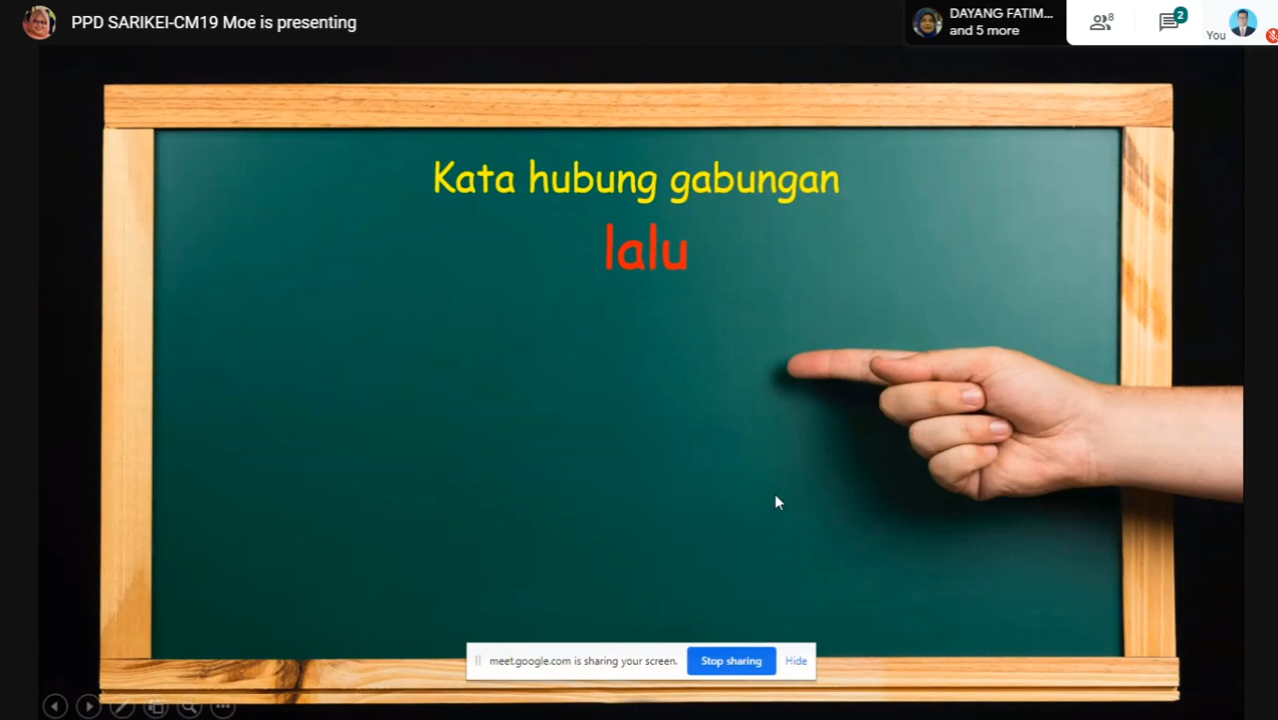 PPD SARIKEI-CM19 Moe is presenting
DAYANG FATIM...
and 5 more
8
2
You
Kata hubung gabungan
lalu
meet.google.com is sharing your screen.
Stop sharing
Hide